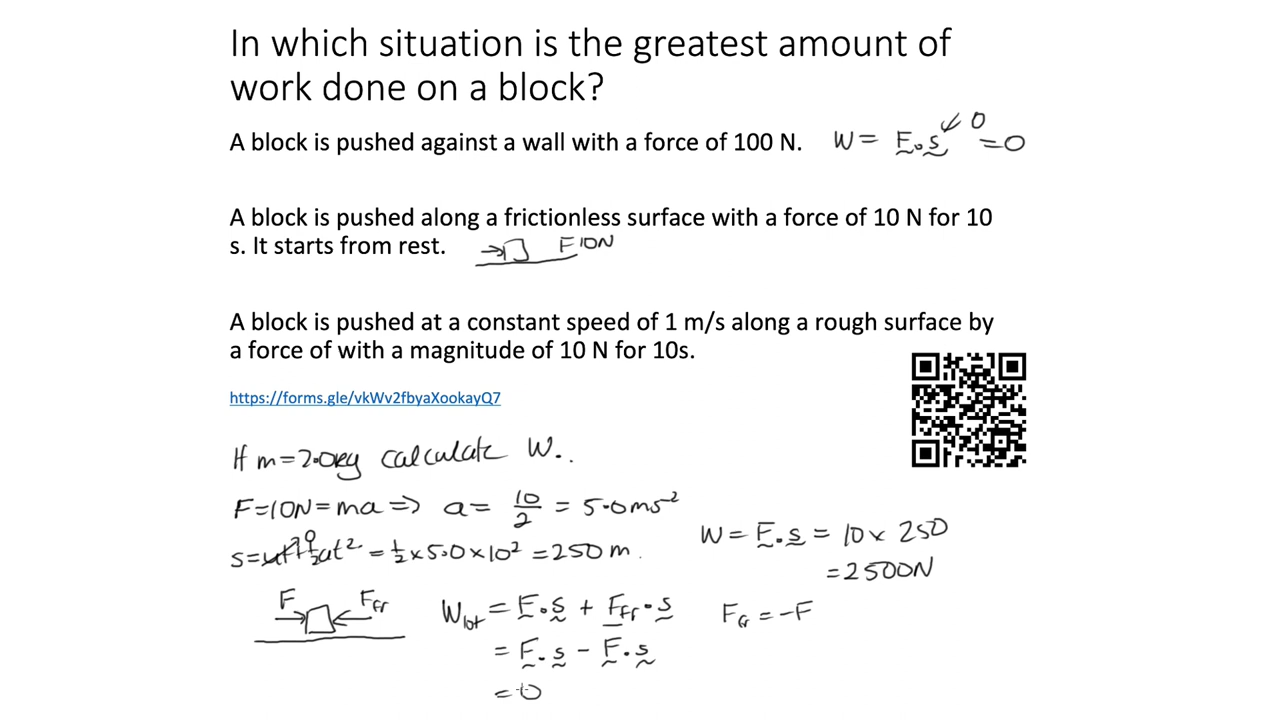 In which situation is the greatest amount of
work done on a block?
A block is pushed against a wall with a force of 100 N. W = F.s = 0
0
A block is pushed along a frictionless surface with a force of 10 N for 10
s. It starts from rest. F 10N
A block is pushed at a constant speed of 1 m/s along a rough surface by
a force of with a magnitude of 10 N for 10s.
https://forms.gle/vkWv2fbyaXookayQ7
If m=2.0kg calculate W.
F=10N=ma ⇒ a = 10/2 = 5.0ms²
s=ut+½at² = ½×5.0×10² = 250 m.
0
W = F.s = 10 × 250
= 2500N
F Ffr
Wtot = F.s + Ffr.s Ffr = -F
= F.s - F.s
= 0